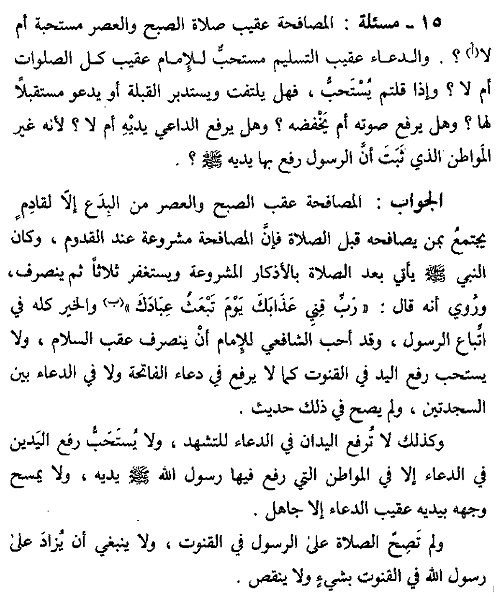 ١٥ - مسئلة : المصافحة عقيب صلاة الصبح والعصر مستحبة أم
لا(أ) ؟ . والدعاء عقيب التسليم مستحبٌّ للإمام عقيب كل الصلوات
أم لا ؟ وإذا قلتم يُسْتَحبُّ ، فهل يلتفت ويستدبر القبلة أو يدعو مستقبلاً
لها ؟ وهل يرفع صوته أم يَخْفضه ؟ وهل يرفع الداعي يديْهِ أم لا ؟ لأنه غير
المَواطن الذي ثَبَتَ أنَّ الرسول رفع بها يديه ﷺ ؟ .
الجواب : المصافحة عقب الصبح والعصر من البِدَع إلّا لقادِمٍ
يجتمعُ بمن يصافحه قبل الصلاة فإنَّ المصافحة مشروعة عند القدوم ، وكان
النبي ﷺ يأتي بعد الصلاة بالأذكار المشروعة ويستغفر ثلاثاً ثم ينصرف،
ورُوي أنه قال : « رَبِّ قِنِي عَذَابَكَ يَوْمَ تَبْعَثُ عِبَادَكَ »(ب) والخير كله في
اتِّباع الرسول ، وقد أحب الشافعي للإمام أنْ ينصرف عقب السلام ، ولا
يستحب رفع اليد في القنوت كما لا يرفع في دعاء الفاتحة ولا في الدعاء بين
السجدتين ، ولم يصح في ذلك حديث .
وكذلك لا تُرفع اليدان في الدعاء للتشهد ، ولا يُستَحَبُّ رفع اليَدين
في الدعاء إلا في المواطن التي رفع فيها رسول الله ﷺ يديه ، ولا يمسح
وجهه بيديه عقيب الدعاء إلا جاهل .
ولم تَصِحّ الصلاة على الرسول في القنوت ، ولا ينبغي أن يُزادَ على
رسول الله في القنوت بشيءٍ ولا ينقص .